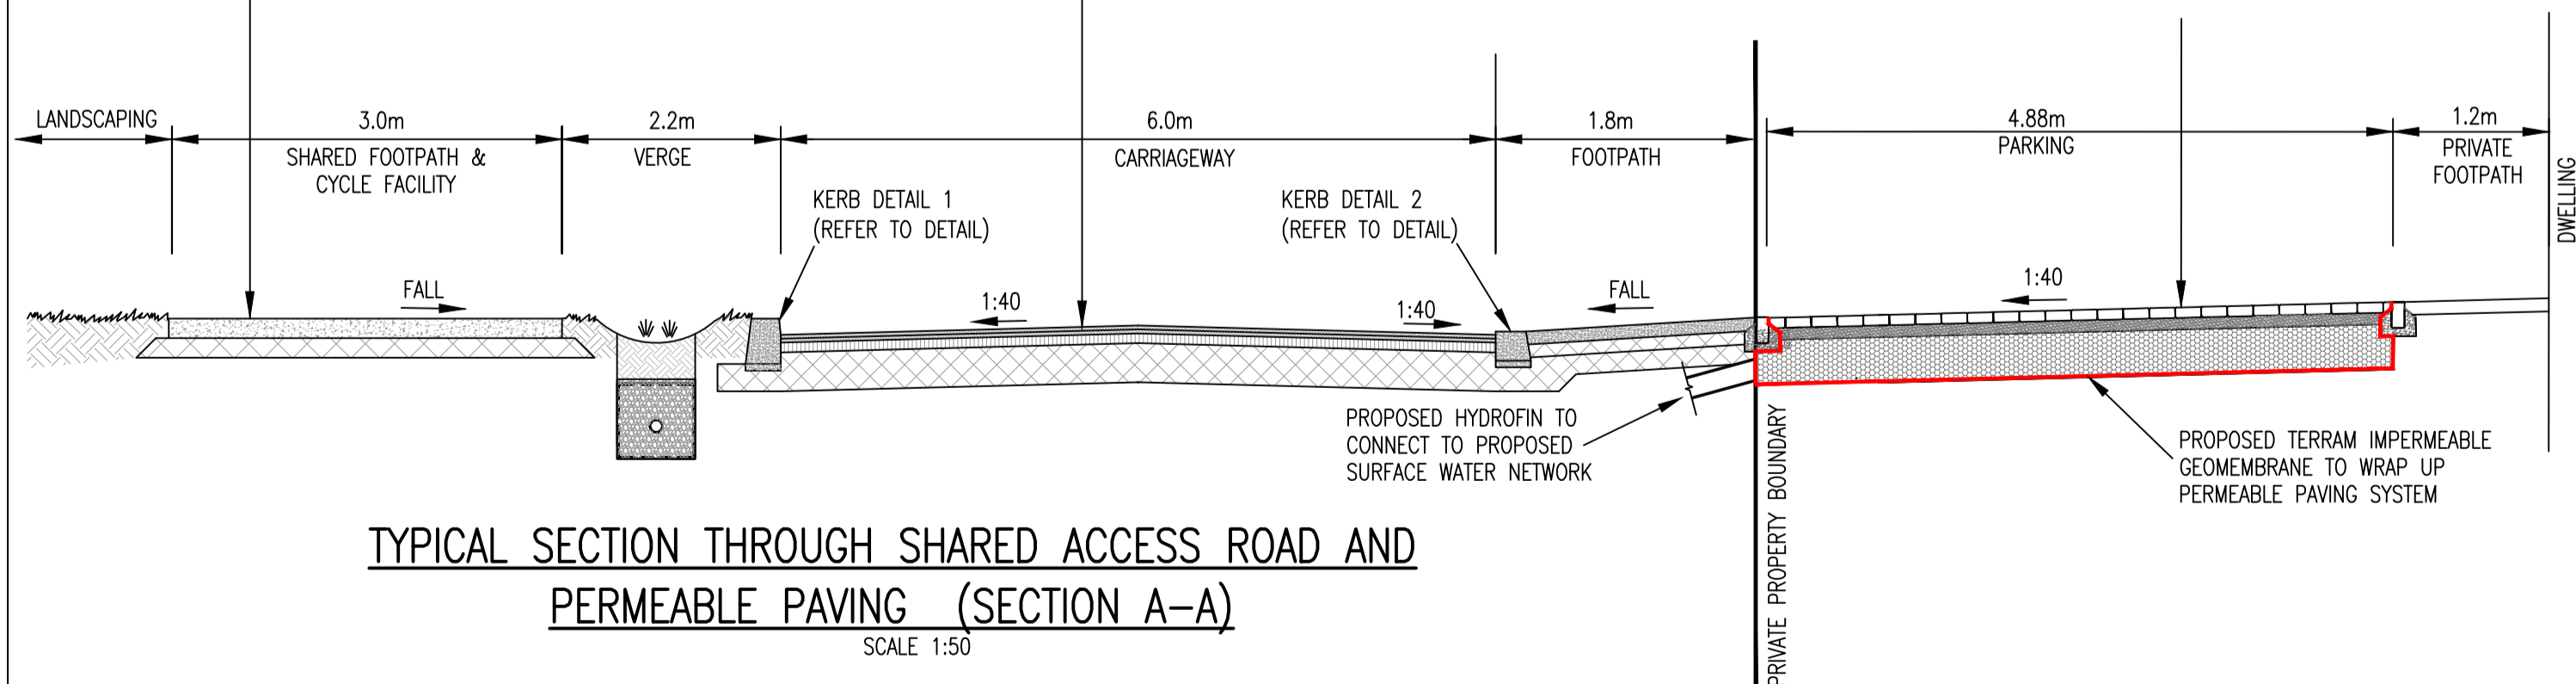 LANDSCAPING
3.0m
SHARED FOOTPATH &
CYCLE FACILITY
2.2m
VERGE
6.0m
CARRIAGEWAY
1.8m
FOOTPATH
4.88m
PARKING
1.2m
PRIVATE
FOOTPATH
DWELLING
KERB DETAIL 1
(REFER TO DETAIL)
KERB DETAIL 2
(REFER TO DETAIL)
FALL
1:40
1:40
FALL
1:40
PROPOSED HYDROFIN TO
CONNECT TO PROPOSED
SURFACE WATER NETWORK
PRIVATE PROPERTY BOUNDARY
PROPOSED TERRAM IMPERMEABLE
GEOMEMBRANE TO WRAP UP
PERMEABLE PAVING SYSTEM
TYPICAL SECTION THROUGH SHARED ACCESS ROAD AND
PERMEABLE PAVING (SECTION A-A)
SCALE 1:50